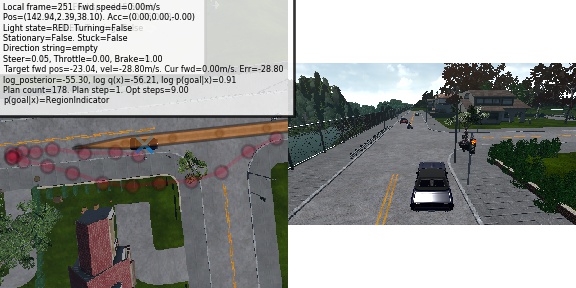 Local frame=251. Fwd speed=0.00m/s
Pos=(142.94,2.39,38.10). Acc=(0.00,0.00,-0.00)
Light state=RED. Turning=False
Stationary=False. Stuck=False
Direction string=empty
Steer=0.05, Throttle=0.00, Brake=1.00
Target fwd pos=-23.04, vel=-28.80m/s. Cur fwd=0.00m/s. Err=-28.80
log_posterior=-55.30, log q(x)=-56.21, log p(goal|x)=0.91
Plan count=178. Plan step=1. Opt steps=9.00
p(goal|x)=RegionIndicator